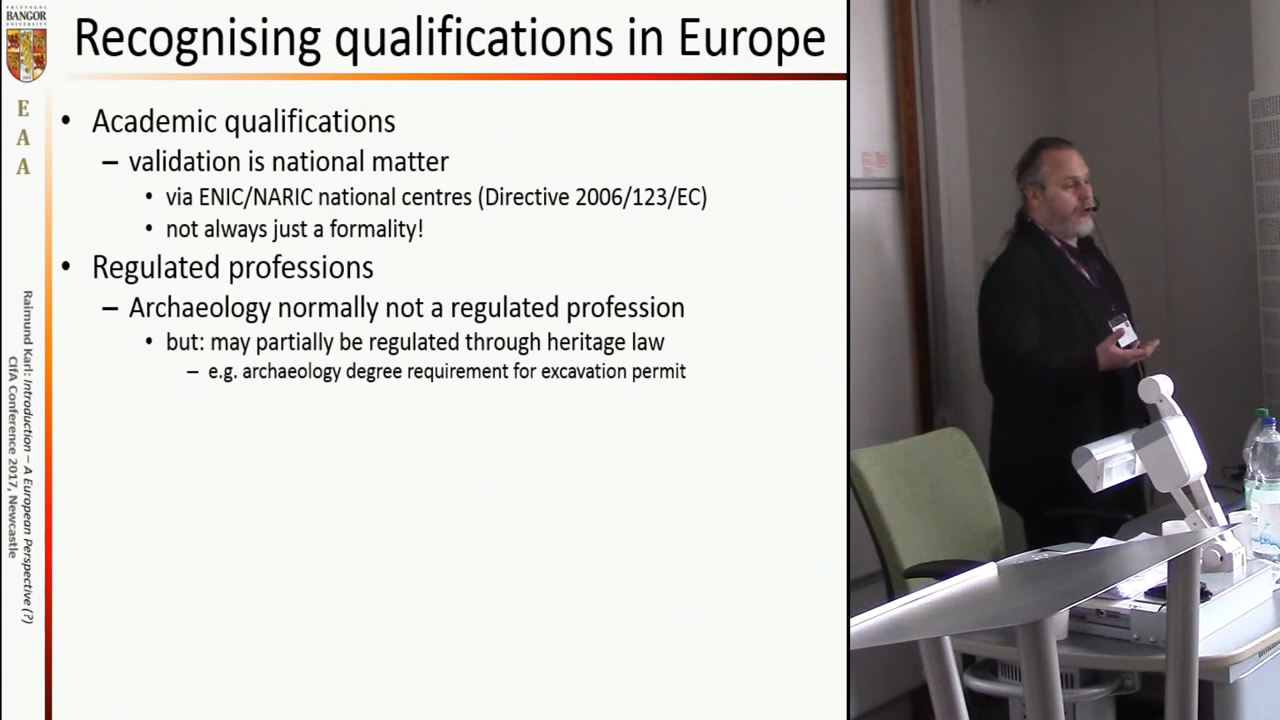 PRIFYSGOL
BANGOR
UNIVERSITY
E
A
A
Raimund Karl: Introduction – A European Perspective (?)
CIfA Conference 2017, Newcastle
Recognising qualifications in Europe
• Academic qualifications
– validation is national matter
• via ENIC/NARIC national centres (Directive 2006/123/EC)
• not always just a formality!
• Regulated professions
– Archaeology normally not a regulated profession
• but: may partially be regulated through heritage law
– e.g. archaeology degree requirement for excavation permit